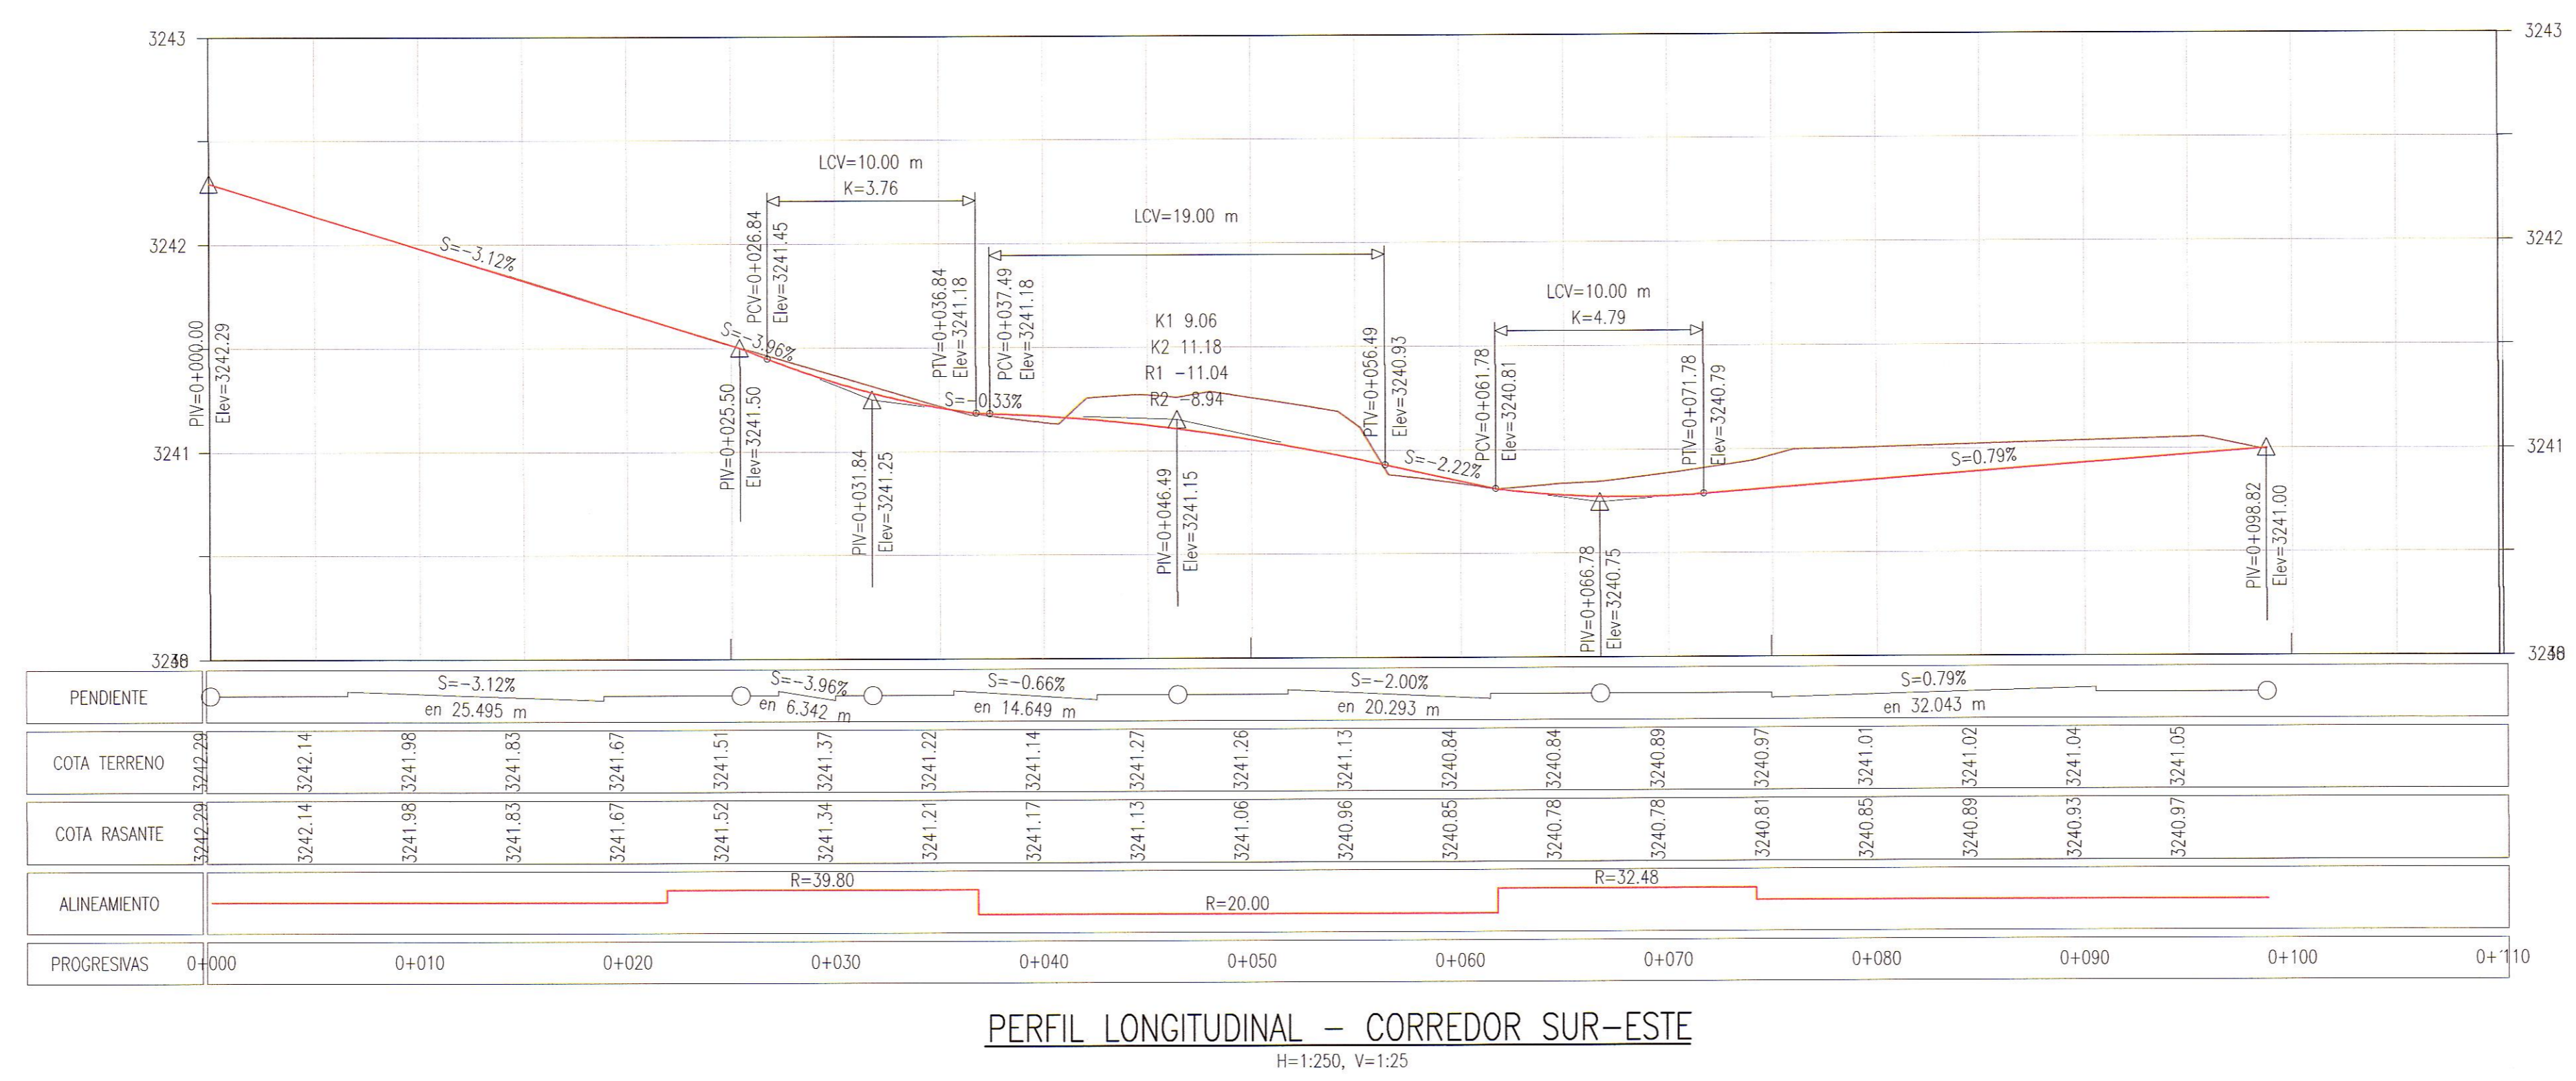 3243
3243
LCV=10.00 m
K=3.76
LCV=19.00 m
3242
3242
S=-3.12%
PCV=0+026.84
Elev=3241.45
PTV=0+036.84
Elev=3241.18
PCV=0+037.49
Elev=3241.18
LCV=10.00 m
K=4.79
K1 9.06
K2 11.18
R1 -11.04
R2 -8.94
PIV=0+000.00
Elev=3242.29
S=-3.96%
S=-0.33%
PTV=0+056.49
Elev=3240.93
PCV=0+061.78
Elev=3240.81
PTV=0+071.78
Elev=3240.79
3241
3241
PIV=0+025.50
Elev=3241.50
PIV=0+031.84
Elev=3241.25
PIV=0+046.49
Elev=3241.15
S=-2.22%
S=0.79%
PIV=0+066.78
Elev=3240.75
PIV=0+098.82
Elev=3241.00
PENDIENTE
S=-3.12%
en 25.495 m
S=-3.96%
en 6.342 m
S=-0.66%
en 14.649 m
S=-2.00%
en 20.293 m
S=0.79%
en 32.043 m
COTA TERRENO
3242.29 3242.14 3241.98 3241.83 3241.67 3241.51 3241.37 3241.22 3241.14 3241.27 3241.26 3241.13 3240.84 3240.84 3240.89 3240.97 3241.01 3241.02 3241.04 3241.05
COTA RASANTE
3242.29 3242.14 3241.98 3241.83 3241.67 3241.52 3241.34 3241.21 3241.17 3241.13 3241.06 3240.96 3240.85 3240.78 3240.78 3240.81 3240.85 3240.89 3240.93 3240.97
ALINEAMIENTO
R=39.80
R=20.00
R=32.48
PROGRESIVAS 0+000 0+010 0+020 0+030 0+040 0+050 0+060 0+070 0+080 0+090 0+100 0+110
PERFIL LONGITUDINAL - CORREDOR SUR-ESTE
H=1:250, V=1:25